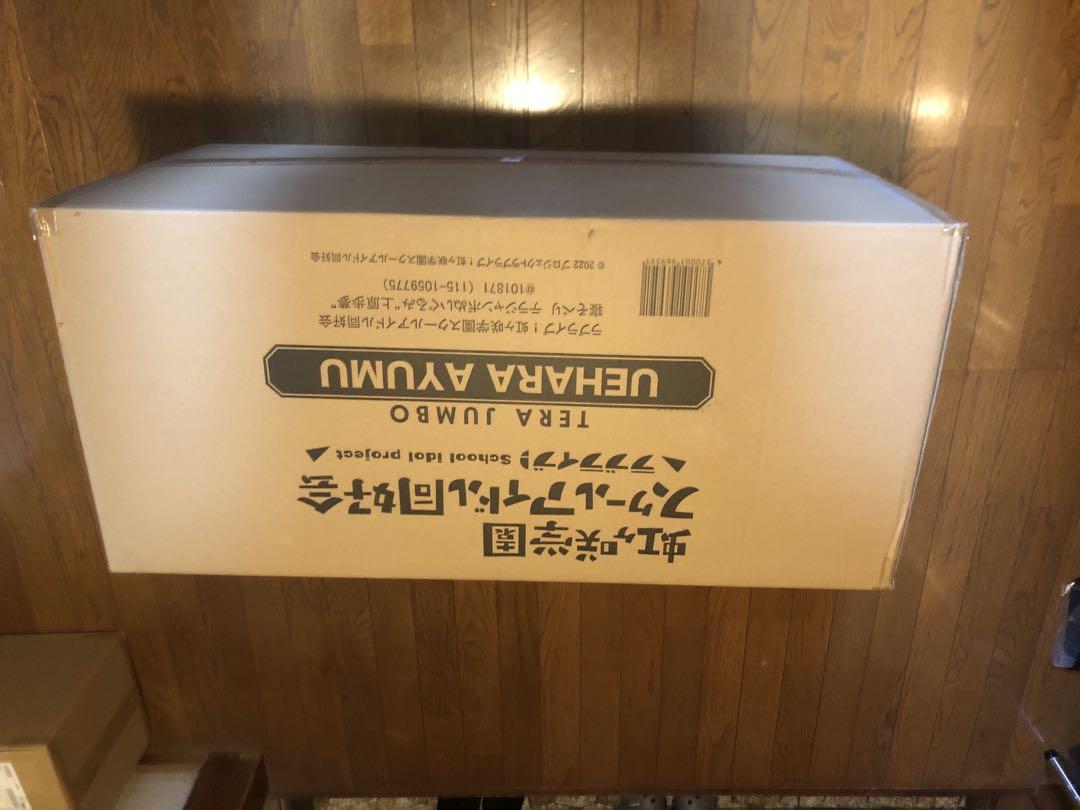 虹ヶ咲学園
スクールアイドル同好会
ラブライブ! School idol project
TERA JUMBO
UEHARA AYUMU
ラブライブ!虹ヶ咲学園スクールアイドル同好会
寝そべり テラジャンボぬいぐるみ"上原歩夢"
@101871 (115-1059775)
© 2022 プロジェクトラブライブ!虹ヶ咲学園スクールアイドル同好会